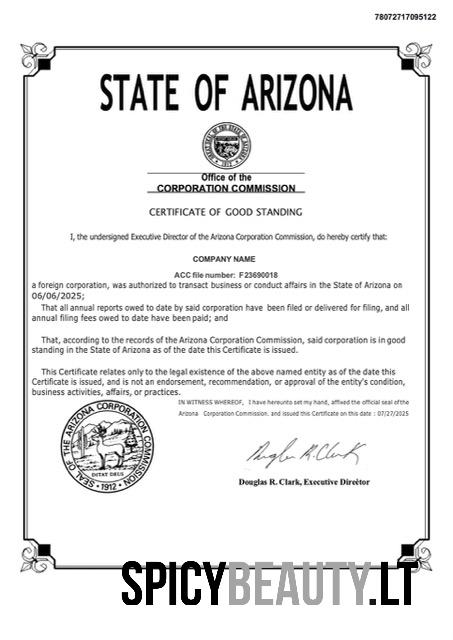 78072717095122
STATE OF ARIZONA
Office of the
CORPORATION COMMISSION
CERTIFICATE OF GOOD STANDING
I, the undersigned Executive Director of the Arizona Corporation Commission, do hereby certify that:
COMPANY NAME
ACC file number: F23690018
a foreign corporation, was authorized to transact business or conduct affairs in the State of Arizona on
06/06/2025;
That all annual reports owed to date by said corporation have been filed or delivered for filing, and all
annual filing fees owed to date have been paid; and
That, according to the records of the Arizona Corporation Commission, said corporation is in good
standing in the State of Arizona as of the date this Certificate is issued.
This Certificate relates only to the legal existence of the above named entity as of the date this
Certificate is issued, and is not an endorsement, recommendation, or approval of the entity's condition,
business activities, affairs, or practices.
IN WITNESS WHEREOF, I have hereunto set my hand, affixed the official seal of the
Arizona Corporation Commission. and issued this Certificate on this date : 07/27/2025
SEAL OF THE ARIZONA CORPORATION COMMISSION
DITAT DEUS
1912
Douglas R. Clark
Douglas R. Clark, Executive Director
SPICYBEAUTY.LT